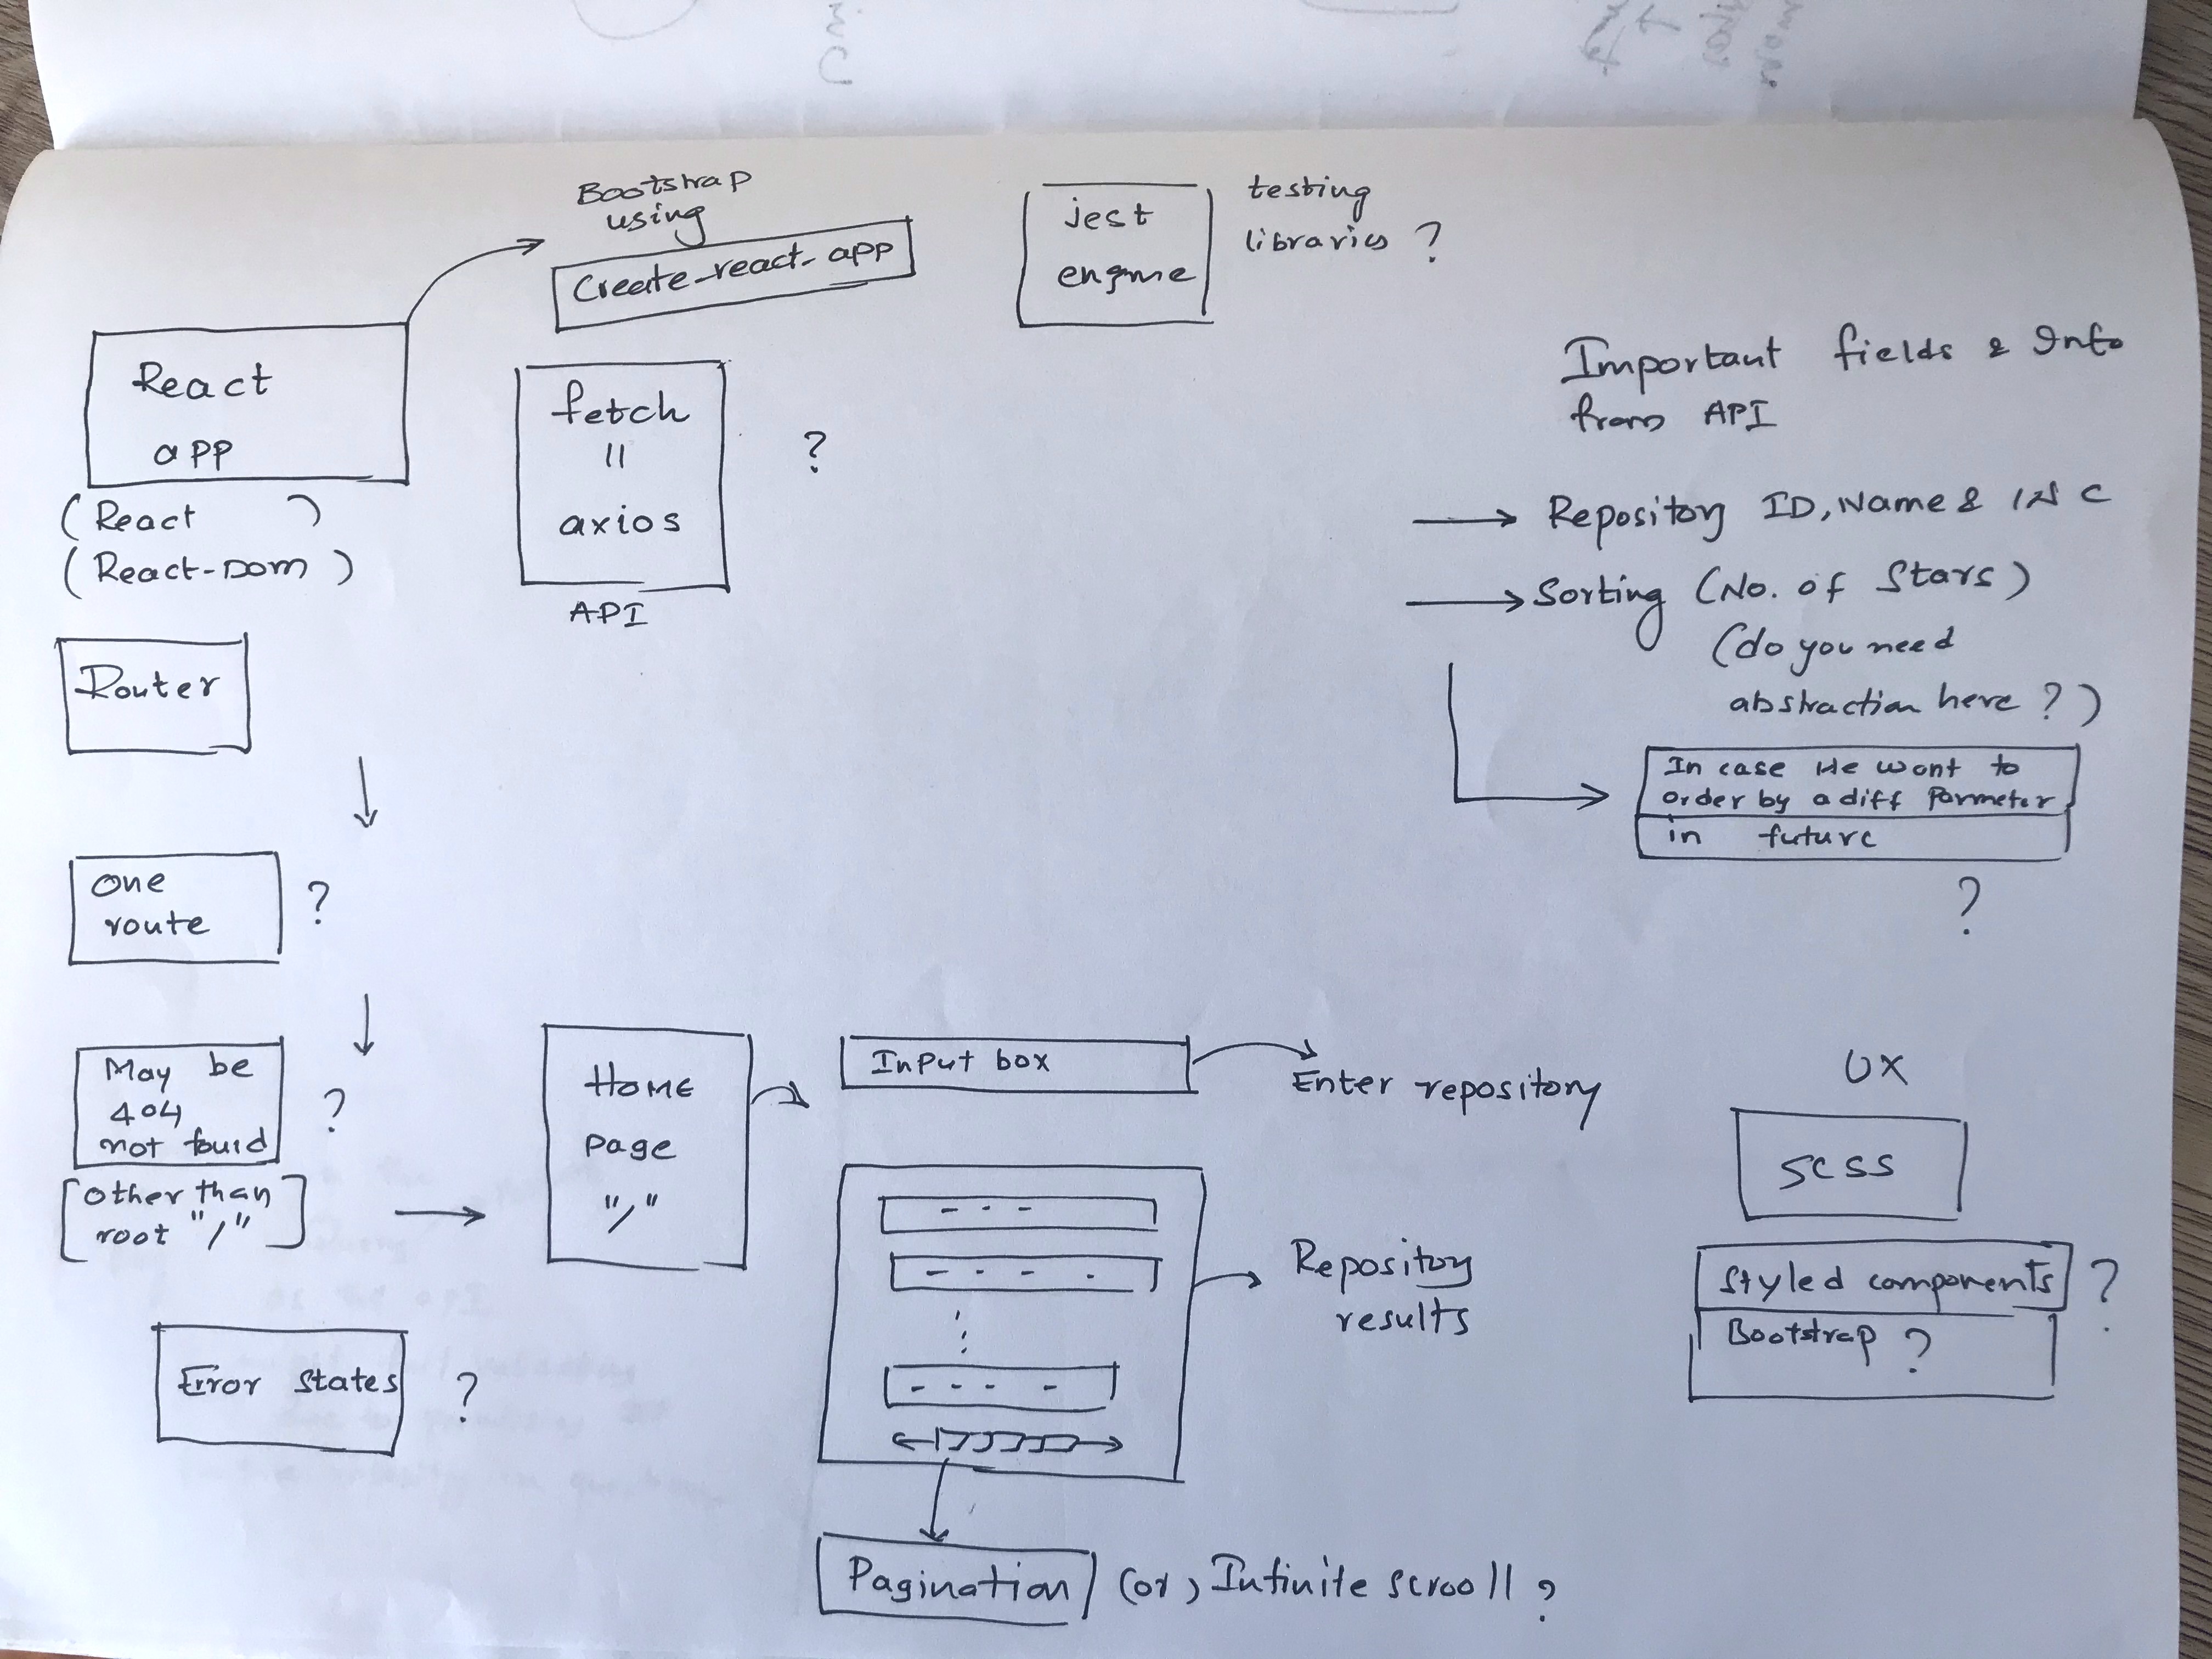 Bootstrap
using
Create-react-app
jest
engine
testing
libraries ?
React
app
(React )
(React-DOM)
fetch
||
axios
?
API
Important fields & Info
from API
Repository ID, Name &
Sorting (No. of Stars)
(do you need
abstraction here ?)
In case we want to
order by a diff Parmeter
in future
?
Router
One
route
?
May be
404
not found
?
[Other than
root "/"]
Error States
?
HOME
page
"/"
Input box
Enter repository
Repository
results
Pagination (or) Infinite scrooll ?
UX
SCSS
Styled components ?
Bootstrap ?